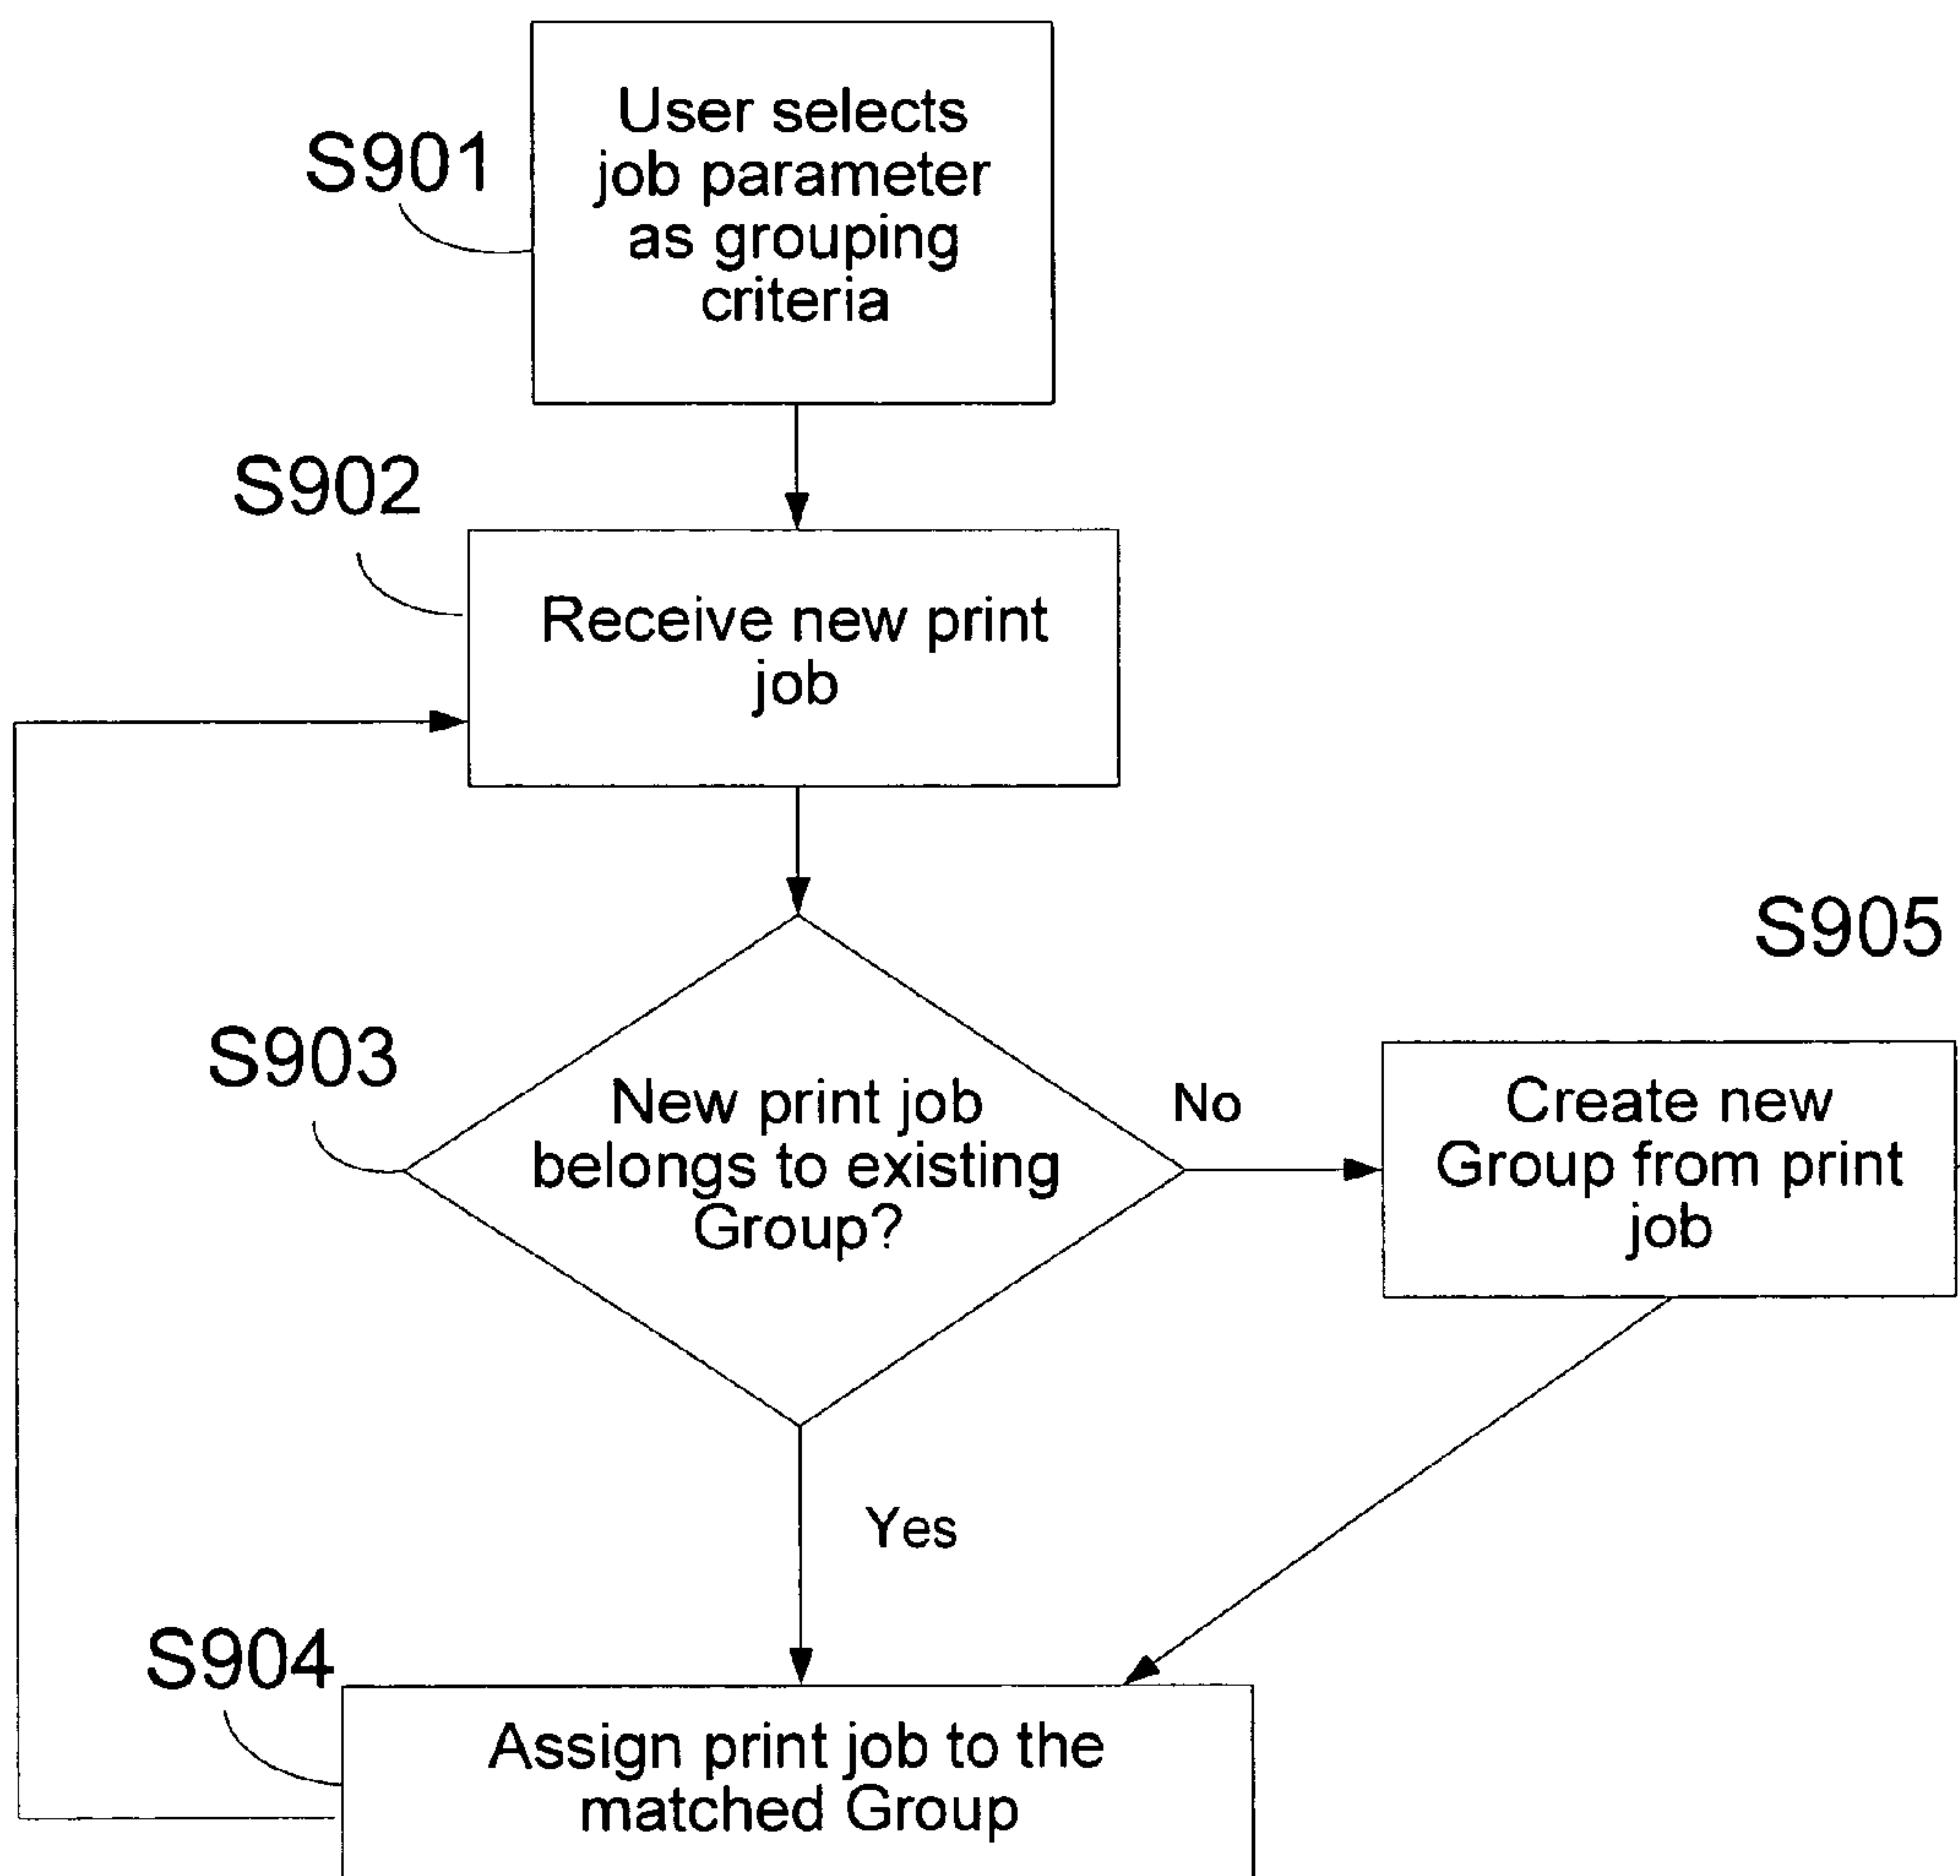 S901
User selects
job parameter
as grouping
criteria
S902
Receive new print
job
S903
New print job
belongs to existing
Group?
No
S905
Create new
Group from print
job
Yes
S904
Assign print job to the
matched Group